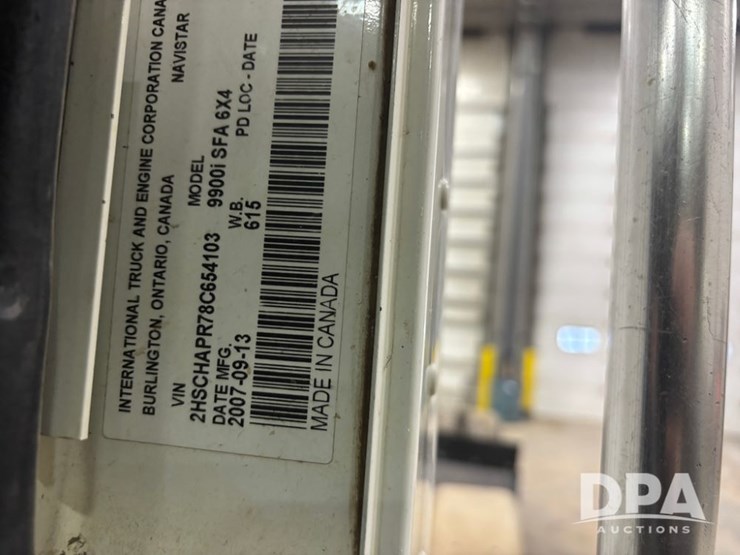 INTERNATIONAL TRUCK AND ENGINE CORPORATION CANA
BURLINGTON, ONTARIO, CANADA NAVISTAR
VIN MODEL
2HSCHAPR78C654103 9900i SFA 6X4
DATE MFG. W.B. PD LOC - DATE
2007-09-13 615
MADE IN CANADA
DPA
AUCTIONS